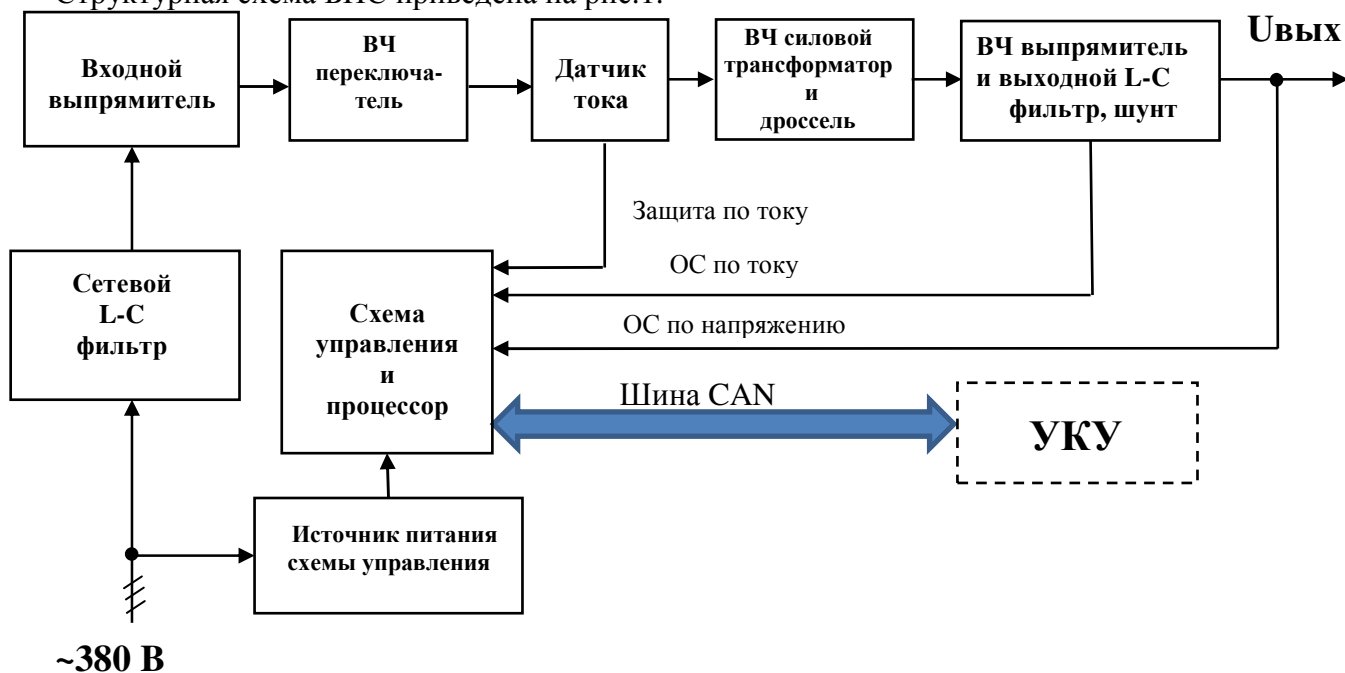 Структурная схема БПС приведена на рис.1.
Uвых
Входной
выпрямитель
ВЧ
переключа-
тель
Датчик
тока
ВЧ силовой
трансформатор
и
дроссель
ВЧ выпрямитель
и выходной L-C
фильтр, шунт
Защита по току
ОС по току
ОС по напряжению
Сетевой
L-C
фильтр
Схема
управления
и
процессор
Шина CAN
УКУ
Источник питания
схемы управления
~380 В